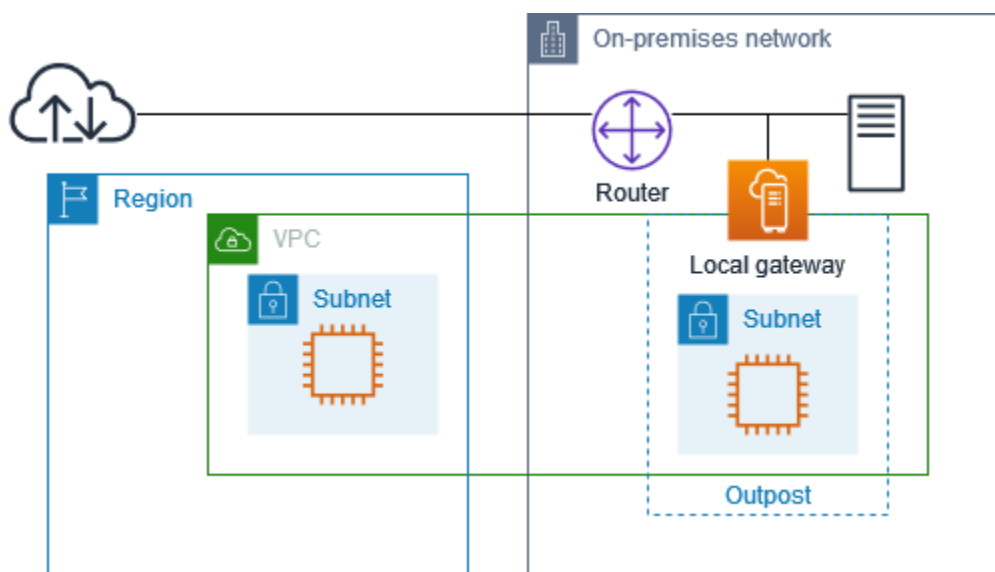 On-premises network
Router
Region
VPC
Local gateway
Subnet
Subnet
Outpost